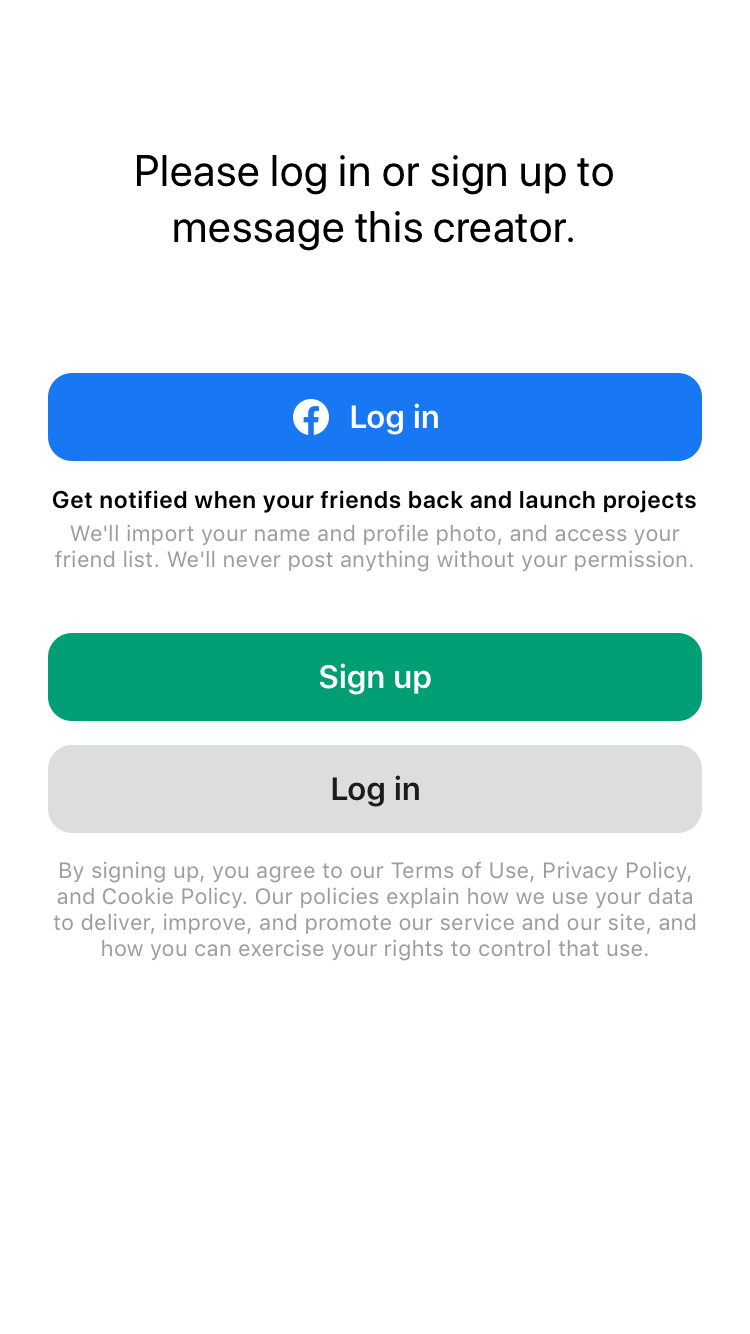 Please log in or sign up to
message this creator.
Log in
Get notified when your friends back and launch projects
We'll import your name and profile photo, and access your
friend list. We'll never post anything without your permission.
Sign up
Log in
By signing up, you agree to our Terms of Use, Privacy Policy,
and Cookie Policy. Our policies explain how we use your data
to deliver, improve, and promote our service and our site, and
how you can exercise your rights to control that use.